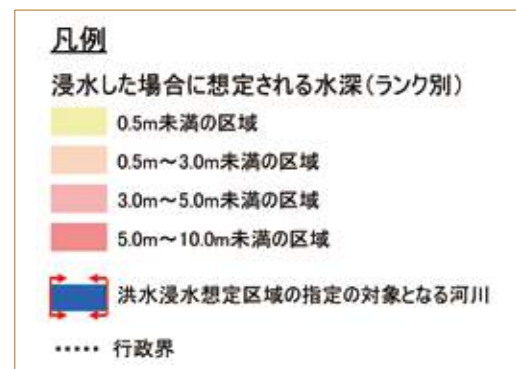 凡例
浸水した場合に想定される水深(ランク別)
0.5m未満の区域
0.5m～3.0m未満の区域
3.0m～5.0m未満の区域
5.0m～10.0m未満の区域
洪水浸水想定区域の指定の対象となる河川
行政界